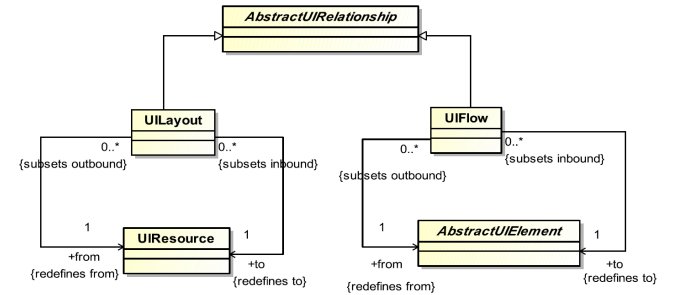 AbstractUIRelationship
UILayout
UIFlow
0..*
0..*
{subsets outbound}
{subsets inbound}
0..*
0..*
{subsets outbound}
{subsets inbound}
UIResource
AbstractUIElement
1
1
+from
{redefines from}
+to
{redefines to}
1
1
+from
{redefines from}
+to
{redefines to}